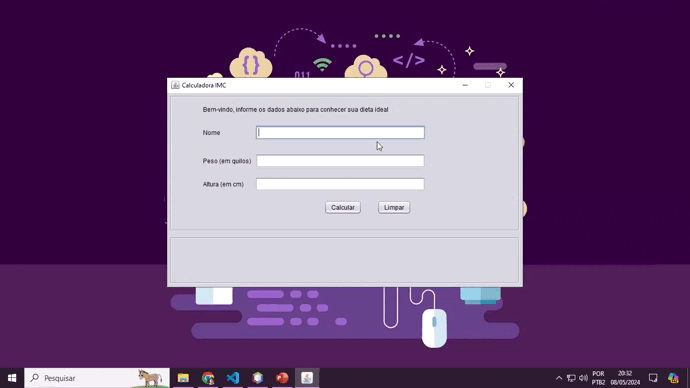 {}
</>
011
Calculadora IMC
Bem-vindo, informe os dados abaixo para conhecer sua dieta ideal
Nome
Peso (em quilos)
Altura (em cm)
Calcular
Limpar
Pesquisar
POR
PTB2
20:32
08/05/2024